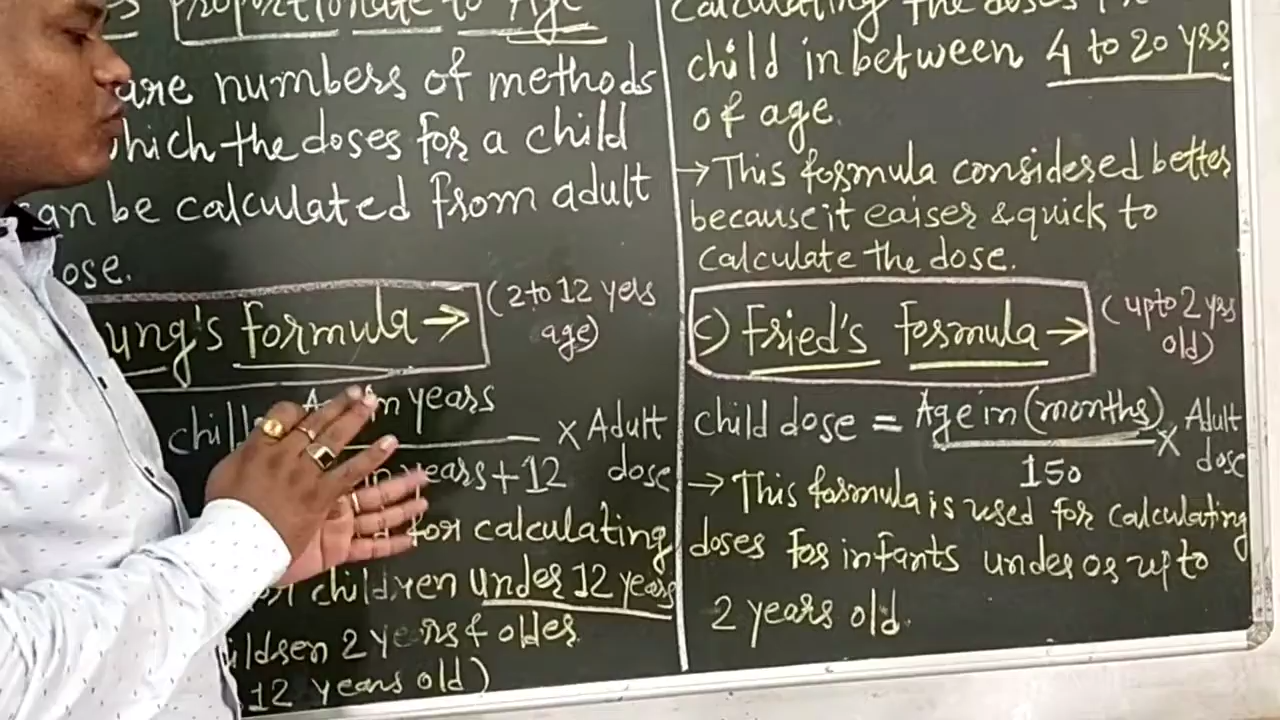 Proportionate to Age
are numbers of methods
which the doses for a child
can be calculated from adult
ose.
ung's Formula →
(2 to 12 yers
age)
in years
× Adult
dose
in years + 12
for calculating
children under 12 years
ildren 2 years & older
12 years old)
Calculating the doses
child inbetween 4 to 20 yrs.
of age.
→ This formula considered better
because it eaiser & quick to
calculate the dose.
c) Fried's Formula →
(upto 2 yrs
old)
child dose = Age in (months)
× Adult
dose
150
→ This formula is used for calculating
doses for infants under or up to
2 years old.